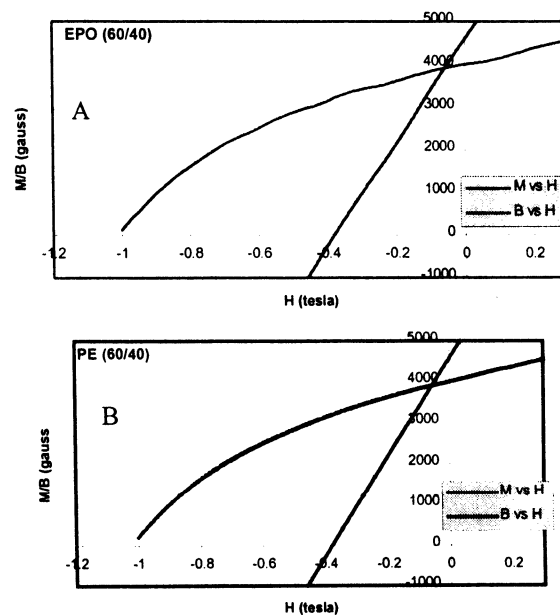 5000
EPO (60/40)
4000
A
3000
M/B (gauss)
2000
1000
M vs H
B vs H
0
-1.2 -1 -0.8 -0.6 -0.4 -0.2 0 0.2
-1000
H (tesla)
5000
PE (60/40)
4000
B
3000
M/B (gauss
2000
1000
M vs H
B vs H
0
-1.2 -1 -0.8 -0.6 -0.4 -0.2 0 0.2
-1000
H (tesla)